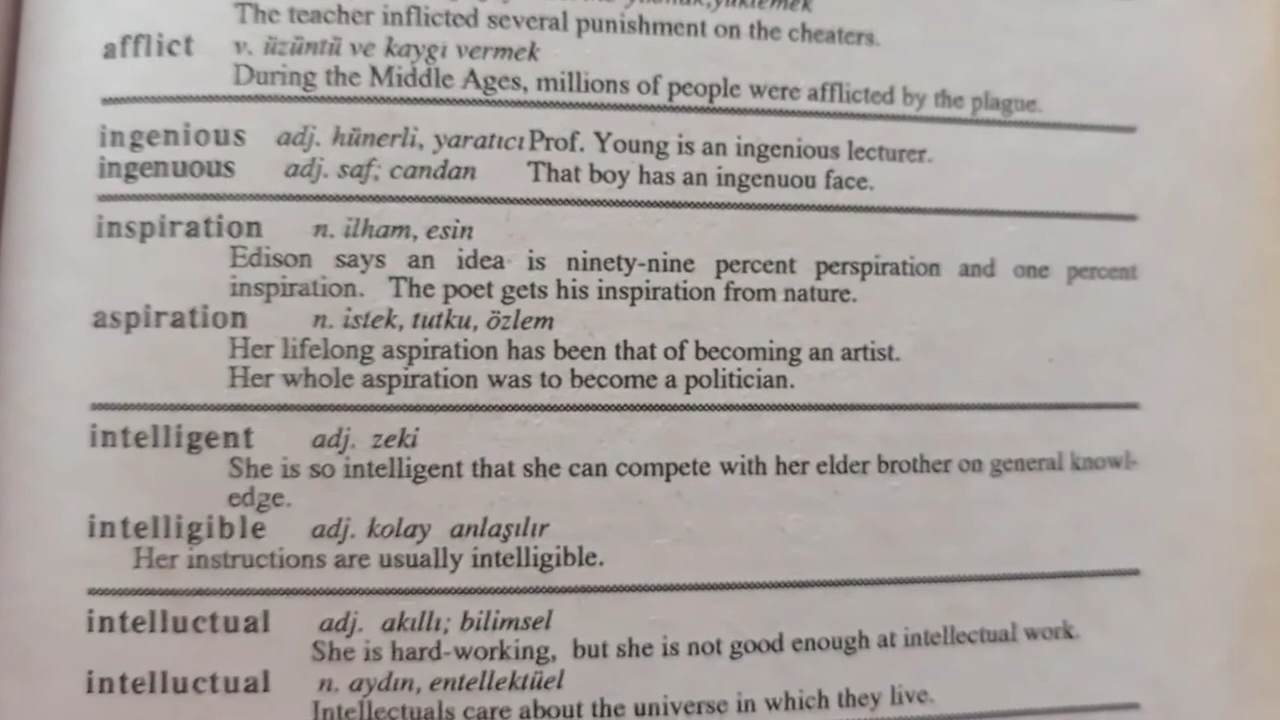 yüklemek
The teacher inflicted several punishment on the cheaters.
afflict v. üzüntü ve kaygı vermek
During the Middle Ages, millions of people were afflicted by the plague.
ingenious adj. hünerli, yaratıcı Prof. Young is an ingenious lecturer.
ingenuous adj. saf; candan That boy has an ingenuou face.
inspiration n. ilham, esin
Edison says an idea is ninety-nine percent perspiration and one percent
inspiration. The poet gets his inspiration from nature.
aspiration n. istek, tutku, özlem
Her lifelong aspiration has been that of becoming an artist.
Her whole aspiration was to become a politician.
intelligent adj. zeki
She is so intelligent that she can compete with her elder brother on general knowl-
edge.
intelligible adj. kolay anlaşılır
Her instructions are usually intelligible.
intelluctual adj. akıllı; bilimsel
She is hard-working, but she is not good enough at intellectual work.
intelluctual n. aydın, entellektüel
Intellectuals care about the universe in which they live.